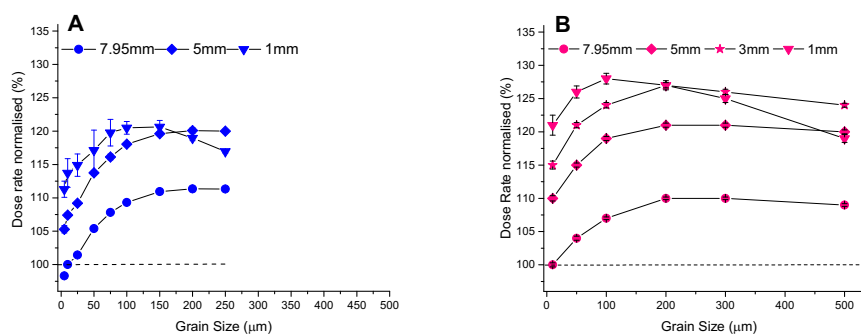 A
7.95mm 5mm 1mm
135
130
125
120
115
110
105
100
Dose rate normalised (%)
0 50 100 150 200 250 300 350 400 450 500
Grain Size (μm)
B
7.95mm 5mm 3mm 1mm
135
130
125
120
115
110
105
100
Dose Rate normalised (%)
0 100 200 300 400 500
Grain Size (μm)